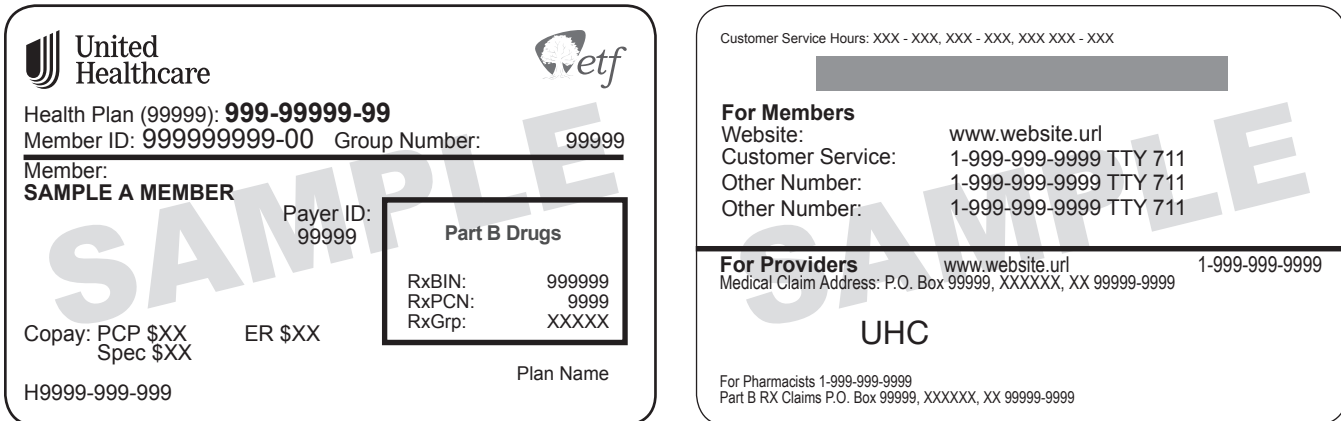 United
Healthcare
etf
Health Plan (99999): 999-99999-99
Member ID: 999999999-00 Group Number: 99999
Member:
SAMPLE A MEMBER
Payer ID:
99999
Part B Drugs
RxBIN: 999999
RxPCN: 9999
RxGrp: XXXXX
Copay: PCP $XX ER $XX
Spec $XX
Plan Name
H9999-999-999
SAMPLE
Customer Service Hours: XXX - XXX, XXX - XXX, XXX XXX - XXX
For Members
Website: www.website.url
Customer Service: 1-999-999-9999 TTY 711
Other Number: 1-999-999-9999 TTY 711
Other Number: 1-999-999-9999 TTY 711
For Providers www.website.url 1-999-999-9999
Medical Claim Address: P.O. Box 99999, XXXXXX, XX 99999-9999
UHC
For Pharmacists 1-999-999-9999
Part B RX Claims P.O. Box 99999, XXXXXX, XX 99999-9999
SAMPLE